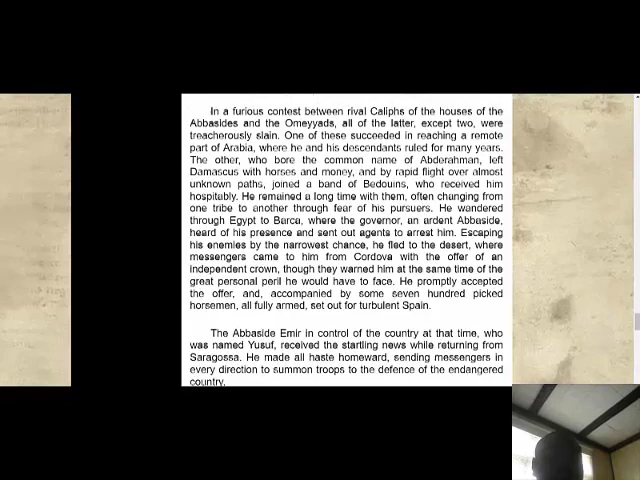 In a furious contest between rival Caliphs of the houses of the
Abbasides and the Omeyyads, all of the latter, except two, were
treacherously slain. One of these succeeded in reaching a remote
part of Arabia, where he and his descendants ruled for many years.
The other, who bore the common name of Abderahman, left
Damascus with horses and money, and by rapid flight over almost
unknown paths, joined a band of Bedouins, who received him
hospitably. He remained a long time with them, often changing from
one tribe to another through fear of his pursuers. He wandered
through Egypt to Barca, where the governor, an ardent Abbaside,
heard of his presence and sent out agents to arrest him. Escaping
his enemies by the narrowest chance, he fled to the desert, where
messengers came to him from Cordova with the offer of an
independent crown, though they warned him at the same time of the
great personal peril he would have to face. He promptly accepted
the offer, and, accompanied by some seven hundred picked
horsemen, all fully armed, set out for turbulent Spain.
The Abbaside Emir in control of the country at that time, who
was named Yusuf, received the startling news while returning from
Saragossa. He made all haste homeward, sending messengers in
every direction to summon troops to the defence of the endangered
country.